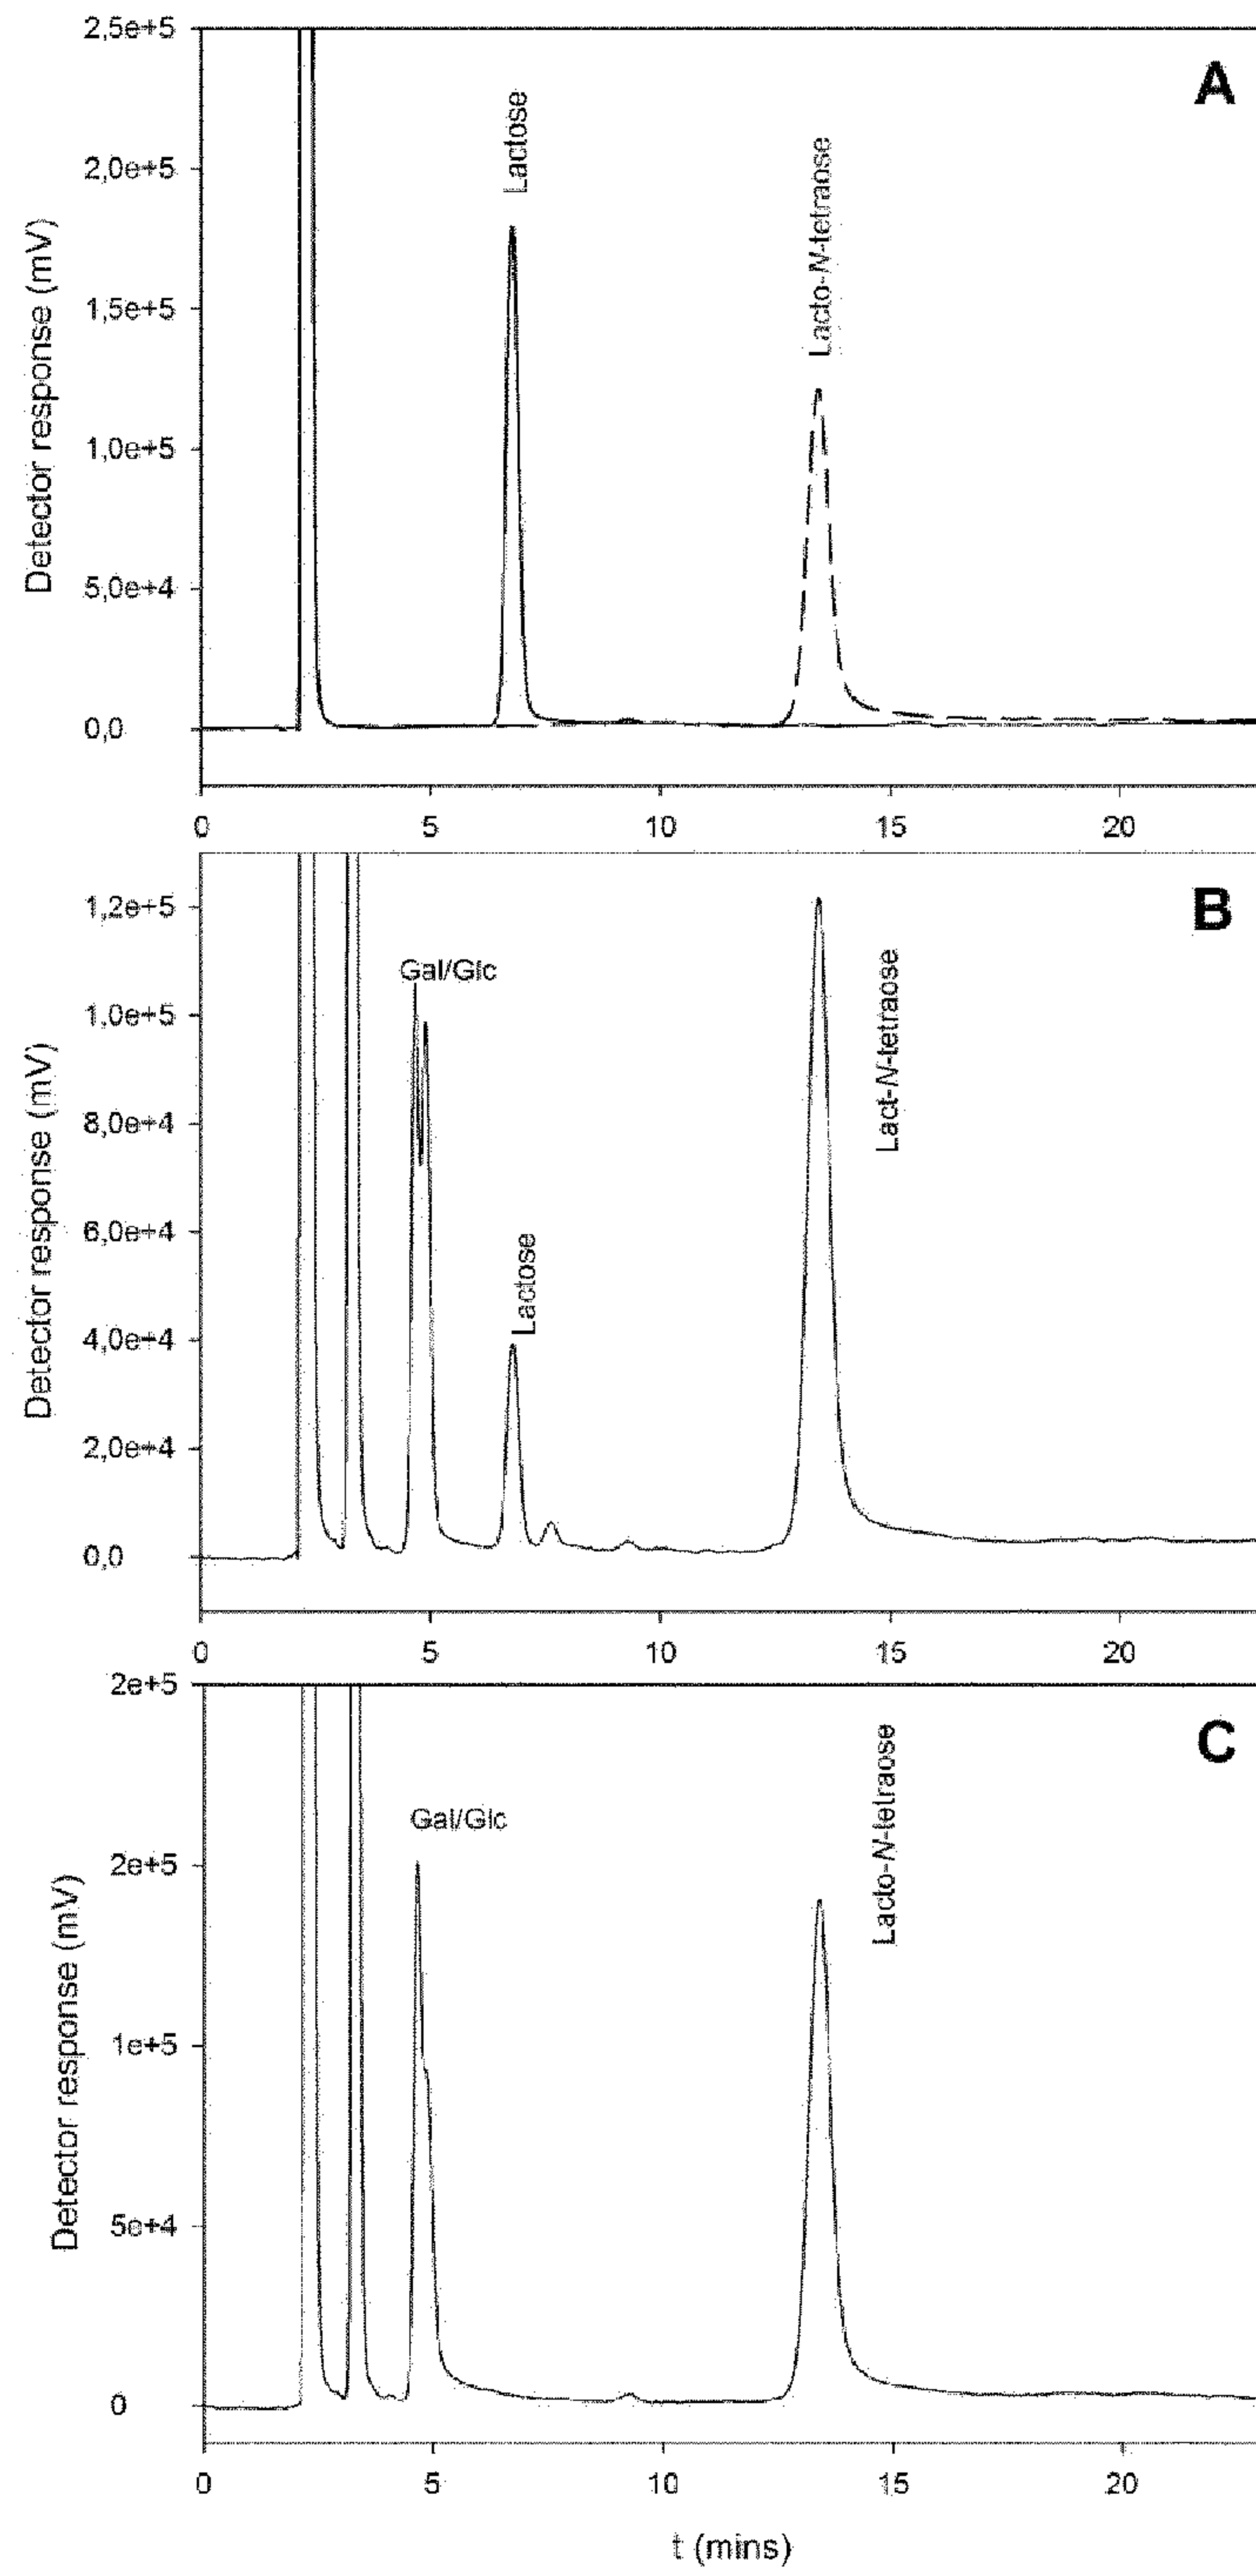 2,5e+5
A
Lactose
2,0e+5
Lacto-N-tetraose
1,5e+5
Detector response (mV)
1,0e+5
5,0e+4
0,0
0 5 10 15 20
B
1,2e+5
Gal/Glc
Lact-N-tetraose
1,0e+5
8,0e+4
Detector response (mV)
6,0e+4
Lactose
4,0e+4
2,0e+4
0,0
0 5 10 15 20
2e+5
C
Lacto-N-tetraose
Gal/Glc
2e+5
Detector response (mV)
1e+5
5e+4
0
0 5 10 15 20
t (mins)